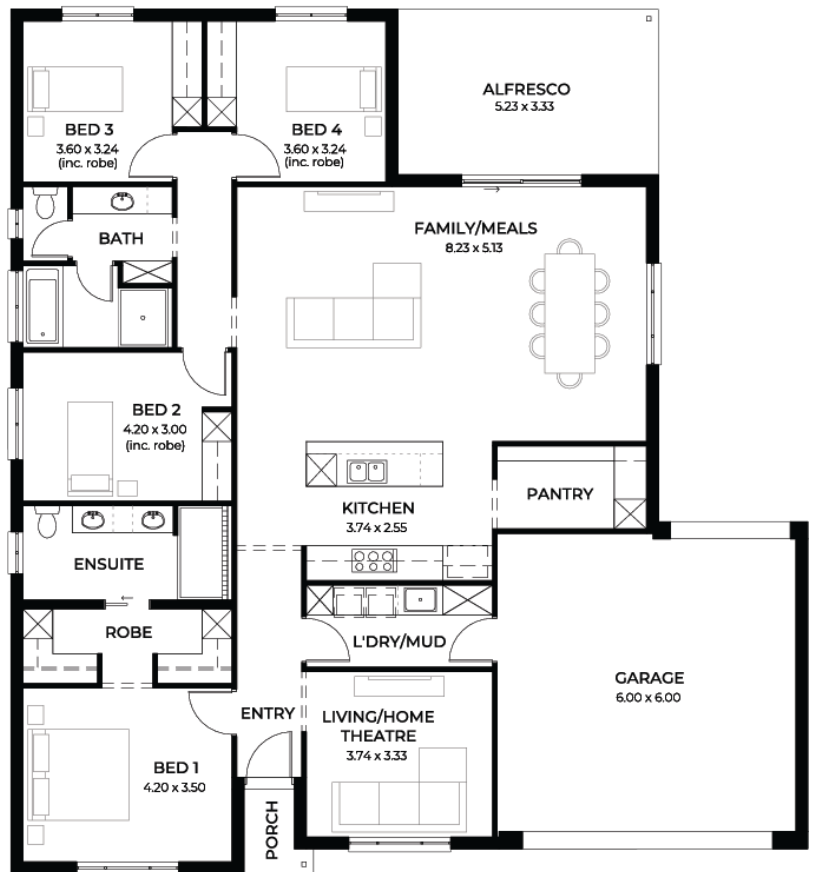 BED 3
3.60 x 3.24
(inc. robe)
BED 4
3.60 x 3.24
(inc. robe)
ALFRESCO
5.23 x 3.33
BATH
FAMILY/MEALS
8.23 x 5.13
BED 2
4.20 x 3.00
(inc. robe)
KITCHEN
3.74 x 2.55
PANTRY
ENSUITE
ROBE
L'DRY/MUD
GARAGE
6.00 x 6.00
ENTRY
LIVING/HOME
THEATRE
3.74 x 3.33
BED 1
4.20 x 3.50
PORCH